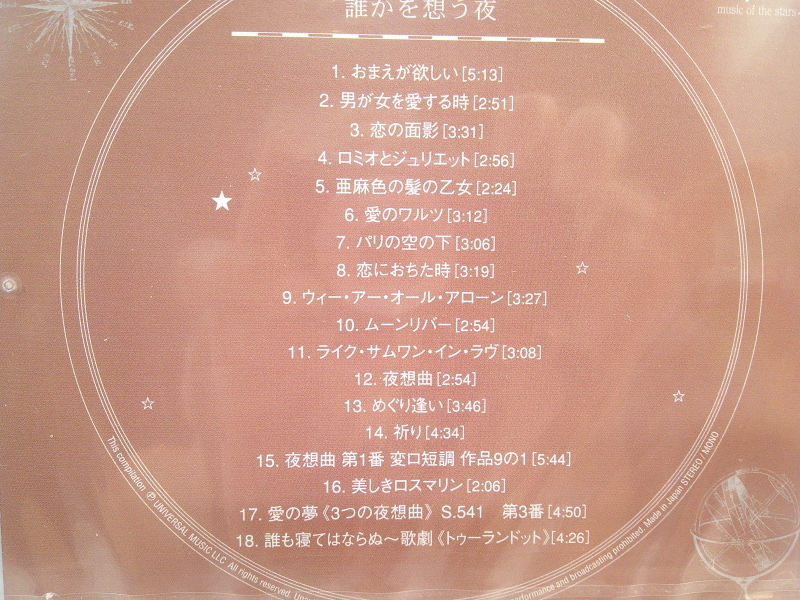 誰かを想う夜
music of the stars
1. おまえが欲しい[5:13]
2. 男が女を愛する時[2:51]
3. 恋の面影[3:31]
4. ロミオとジュリエット[2:56]
5. 亜麻色の髪の乙女[2:24]
6. 愛のワルツ[3:12]
7. パリの空の下[3:06]
8. 恋におちた時[3:19]
9. ウィー・アー・オール・アローン[3:27]
10. ムーンリバー[2:54]
11. ライク・サムワン・イン・ラヴ[3:08]
12. 夜想曲[2:54]
13. めぐり逢い[3:46]
14. 祈り[4:34]
15. 夜想曲 第1番 変ロ短調 作品9の1[5:44]
16. 美しきロスマリン[2:06]
17. 愛の夢《3つの夜想曲》 S.541 第3番[4:50]
18. 誰も寝てはならぬ～歌劇《トゥーランドット》[4:26]
This compilation ℗ UNIVERSAL MUSIC LLC. All rights reserved.
performance and broadcasting prohibited. Made in Japan STEREO / MONO